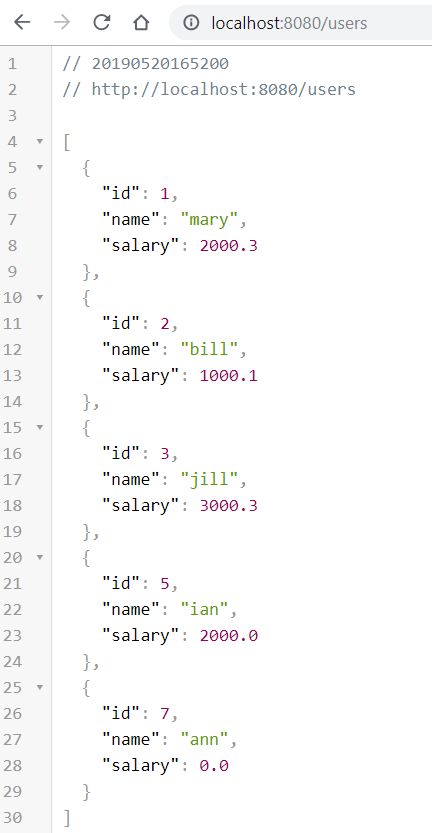 localhost:8080/users
1 // 20190520165200
2 // http://localhost:8080/users
3
4 [
5 {
6 "id": 1,
7 "name": "mary",
8 "salary": 2000.3
9 },
10 {
11 "id": 2,
12 "name": "bill",
13 "salary": 1000.1
14 },
15 {
16 "id": 3,
17 "name": "jill",
18 "salary": 3000.3
19 },
20 {
21 "id": 5,
22 "name": "ian",
23 "salary": 2000.0
24 },
25 {
26 "id": 7,
27 "name": "ann",
28 "salary": 0.0
29 }
30 ]